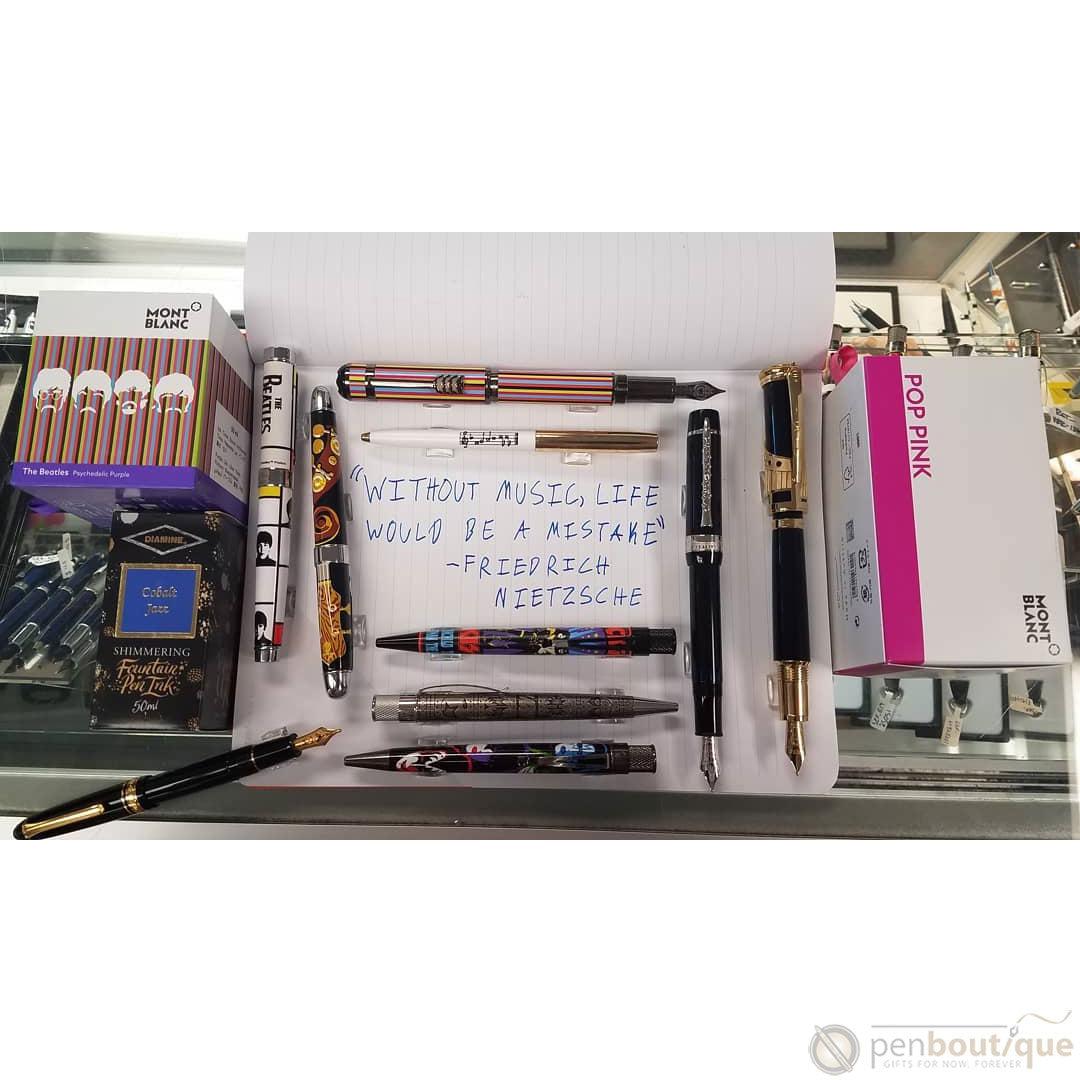 MONT
BLANC
The Beatles Psychedelic Purple
DIAMINE
Cobalt
Jazz
SHIMMERING
Fountain
Pen Ink
50ml
THE
BEATLES
"WITHOUT MUSIC, LIFE
WOULD BE A MISTAKE"
-FRIEDRICH
NIETZSCHE
POP PINK
MONT
BLANC
penboutique
GIFTS FOR NOW, FOREVER